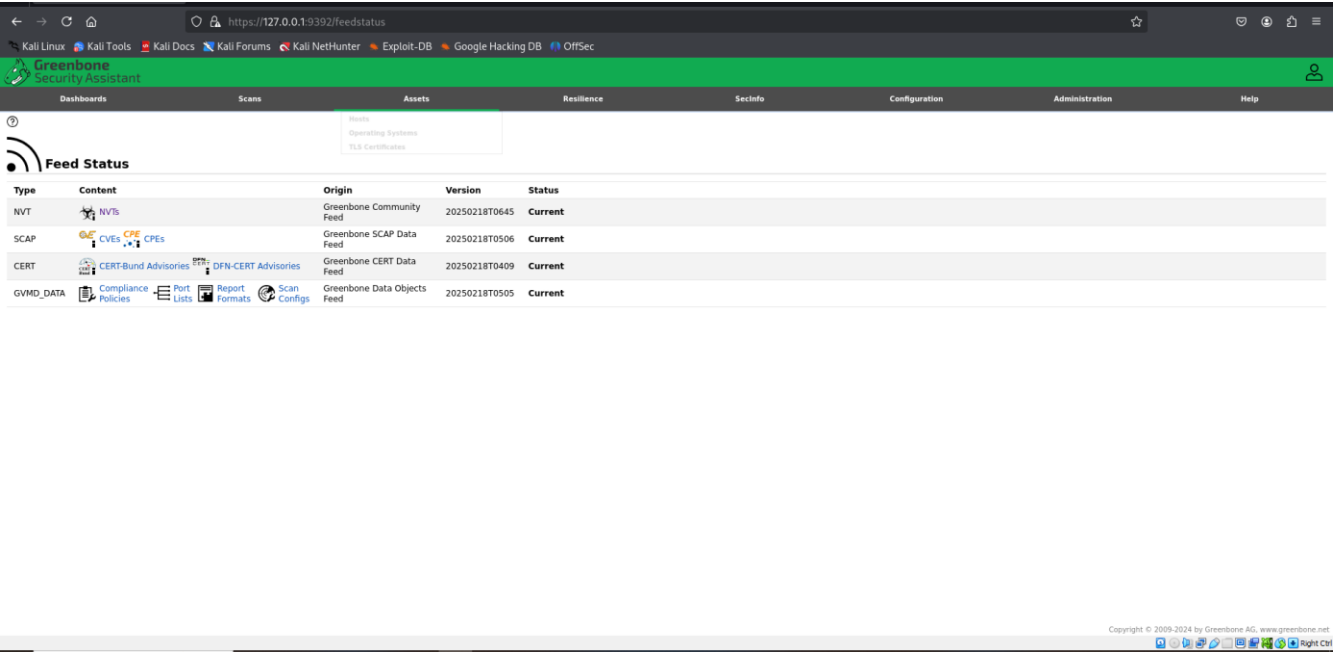 https://127.0.0.1:9392/feedstatus
Kali Linux Kali Tools Kali Docs Kali Forums Kali NetHunter Exploit-DB Google Hacking DB OffSec
Greenbone
Security Assistant
Dashboards Scans Assets Resilience SecInfo Configuration Administration Help
Hosts
Operating Systems
TLS Certificates
Feed Status
Type Content Origin Version Status
NVT NVTs Greenbone Community Feed 20250218T0645 Current
SCAP CVEs CPE CPEs Greenbone SCAP Data Feed 20250218T0506 Current
CERT CERT-Bund Advisories DFN-CERT Advisories Greenbone CERT Data Feed 20250218T0409 Current
GVMD_DATA Compliance Policies Port Lists Report Formats Scan Configs Greenbone Data Objects Feed 20250218T0505 Current
Copyright © 2009-2024 by Greenbone AG, www.greenbone.net
Right Ctrl